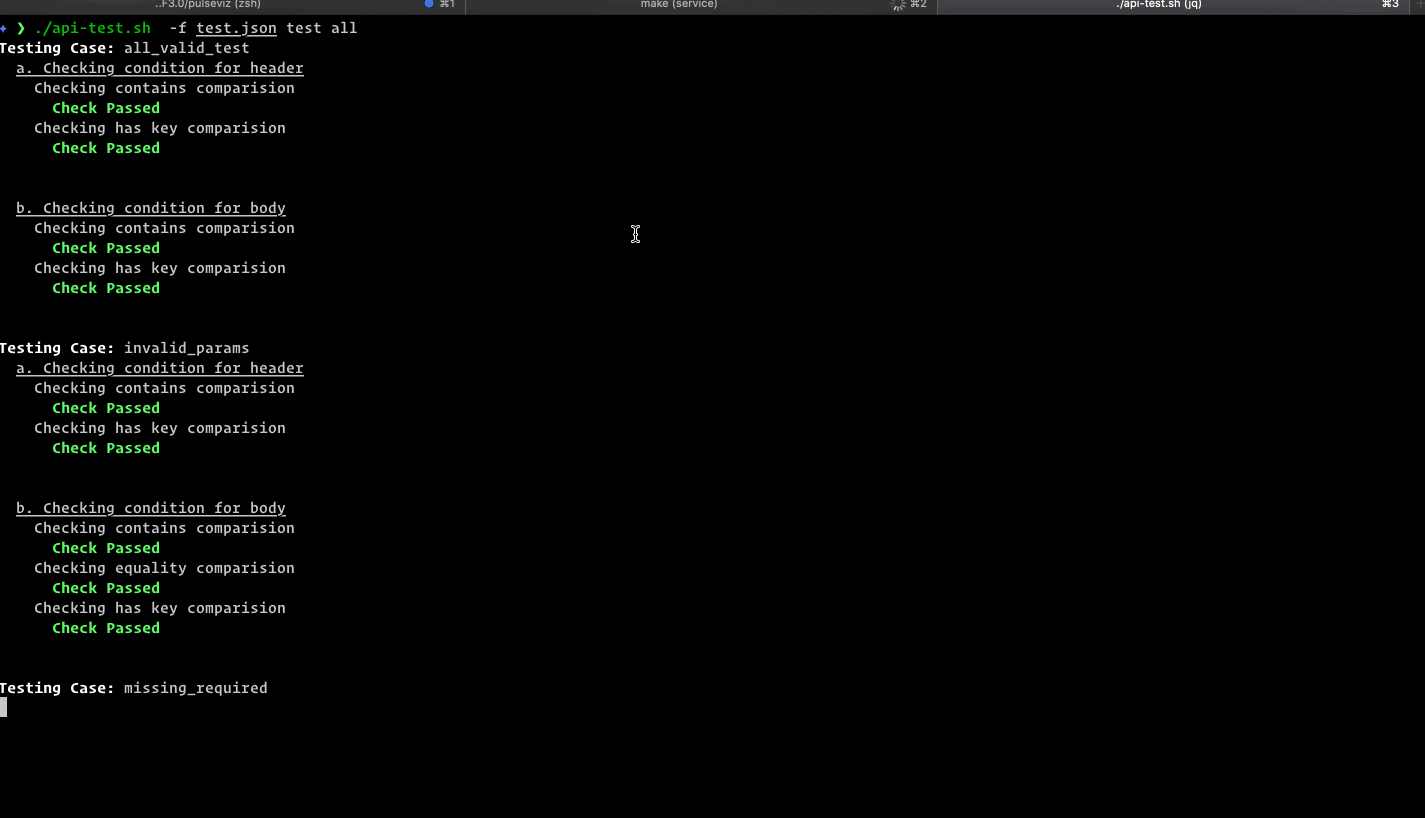 ..F3.0/pulseviz (zsh) ⌘1 make (service) ⌘2 ./api-test.sh (jq) ⌘3
✦ ❯ ./api-test.sh -f test.json test all
Testing Case: all_valid_test
a. Checking condition for header
Checking contains comparision
Check Passed
Checking has key comparision
Check Passed
b. Checking condition for body
Checking contains comparision
Check Passed
Checking has key comparision
Check Passed
Testing Case: invalid_params
a. Checking condition for header
Checking contains comparision
Check Passed
Checking has key comparision
Check Passed
b. Checking condition for body
Checking contains comparision
Check Passed
Checking equality comparision
Check Passed
Checking has key comparision
Check Passed
Testing Case: missing_required